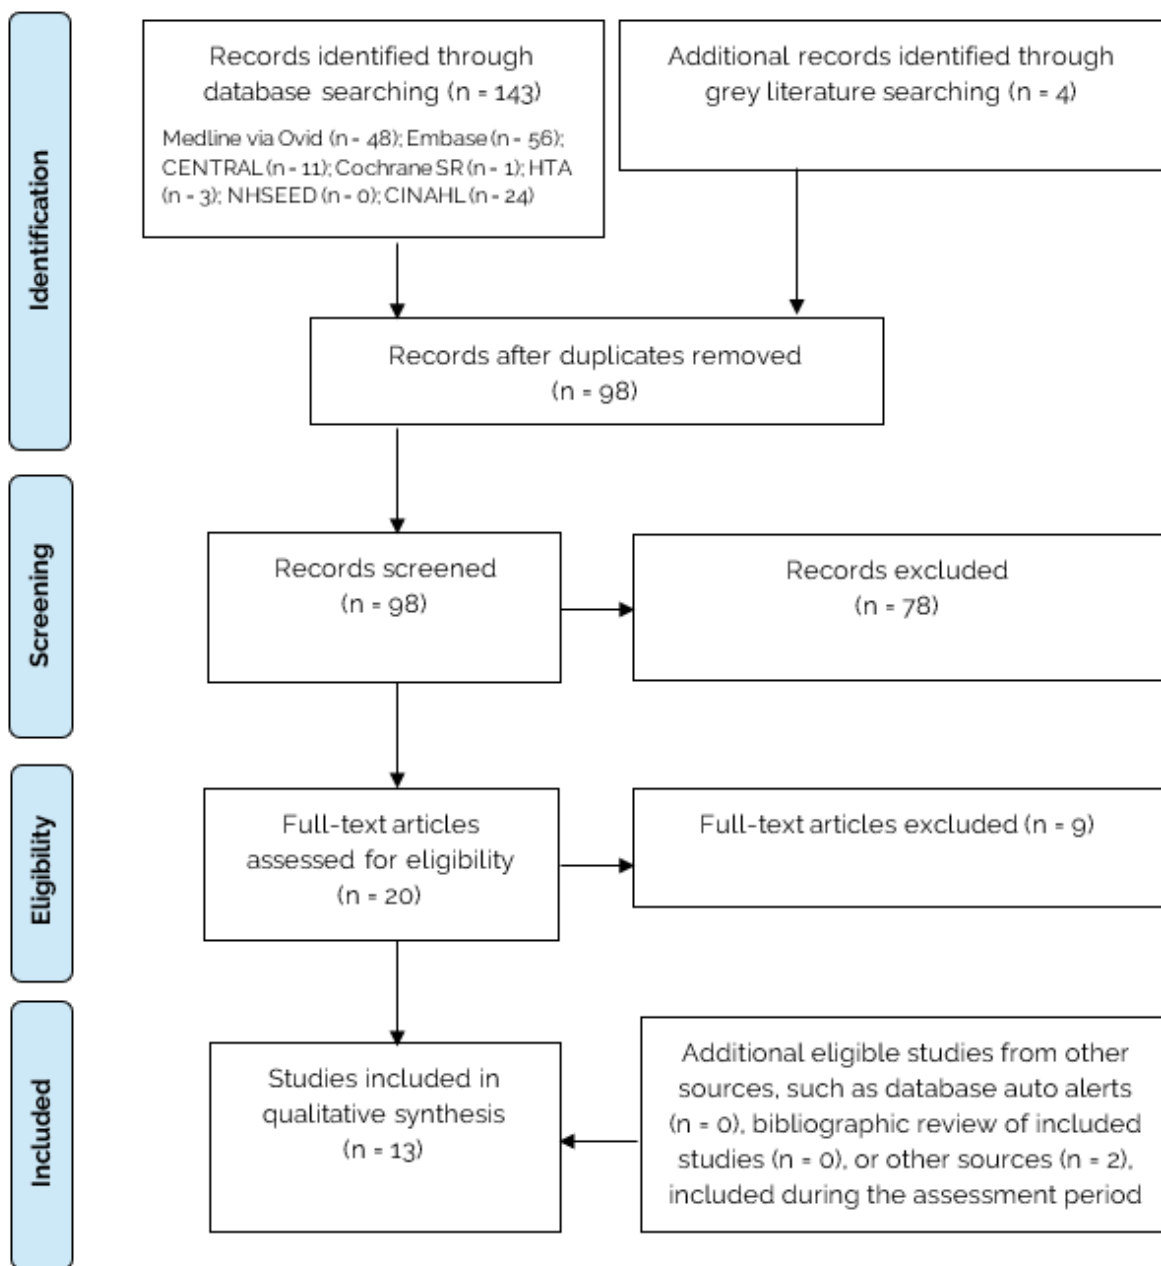 Identification
Records identified through
database searching (n = 143)
Medline via Ovid (n = 48); Embase (n = 56);
CENTRAL (n = 11); Cochrane SR (n = 1); HTA
(n = 3); NHSEED (n = 0); CINAHL (n = 24)
Additional records identified through
grey literature searching (n = 4)
Records after duplicates removed
(n = 98)
Screening
Records screened
(n = 98)
Records excluded
(n = 78)
Eligibility
Full-text articles
assessed for eligibility
(n = 20)
Full-text articles excluded (n = 9)
Included
Studies included in
qualitative synthesis
(n = 13)
Additional eligible studies from other
sources, such as database auto alerts
(n = 0), bibliographic review of included
studies (n = 0), or other sources (n = 2),
included during the assessment period